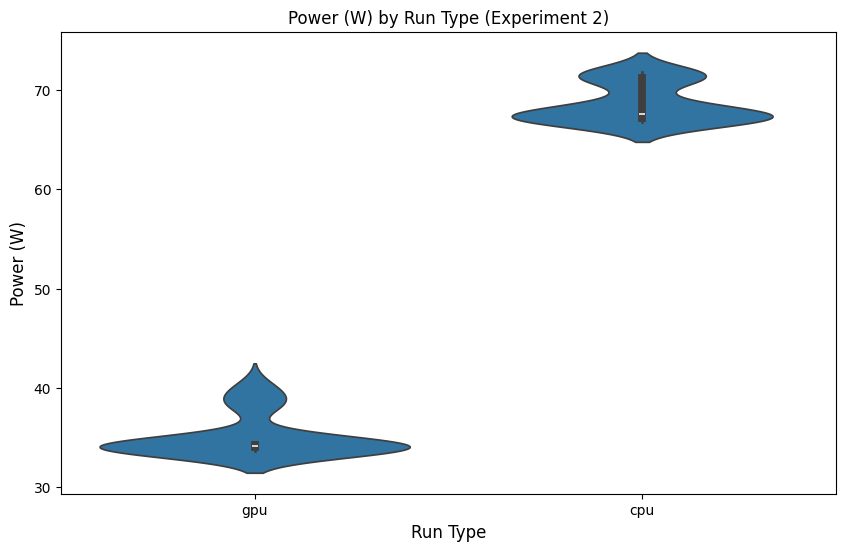 Power (W) by Run Type (Experiment 2)
70
60
50
40
30
Power (W)
gpu
cpu
Run Type